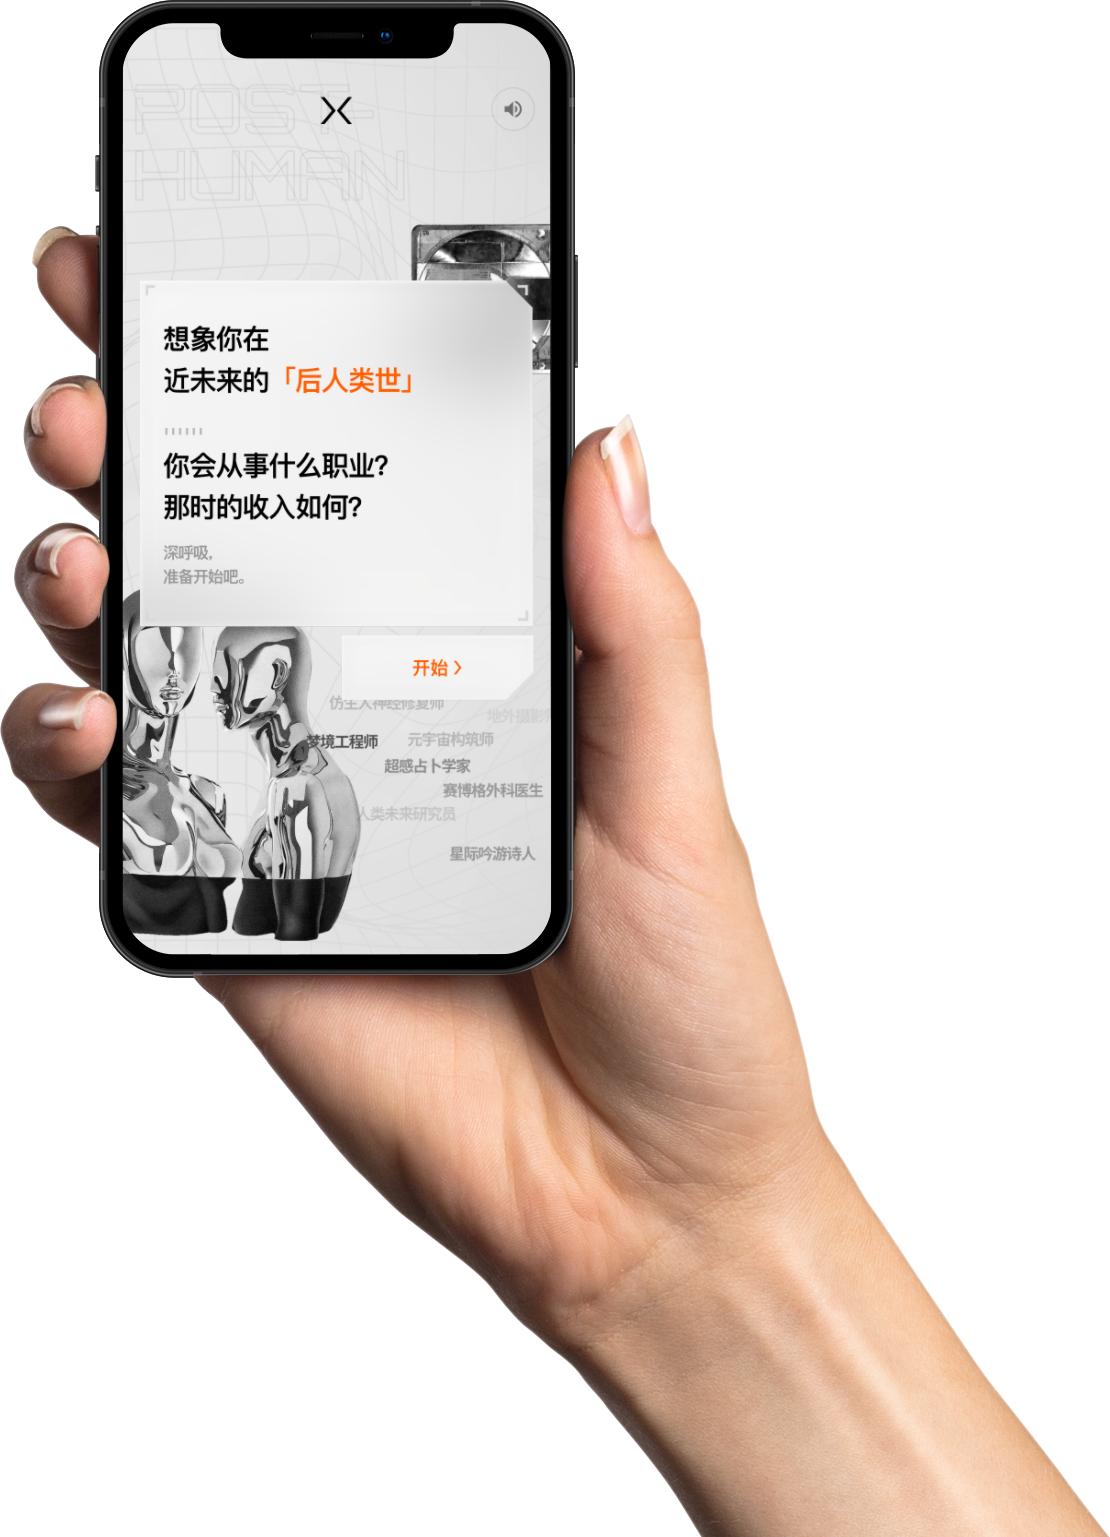 POST-
HUMAN
想象你在
近未来的「后人类世」
你会从事什么职业?
那时的收入如何?
深呼吸,
准备开始吧。
开始
仿生人神经修复师
地外摄影
梦境工程师
元宇宙构筑师
超感占卜学家
赛博格外科医生
人类未来研究员
星际吟游诗人